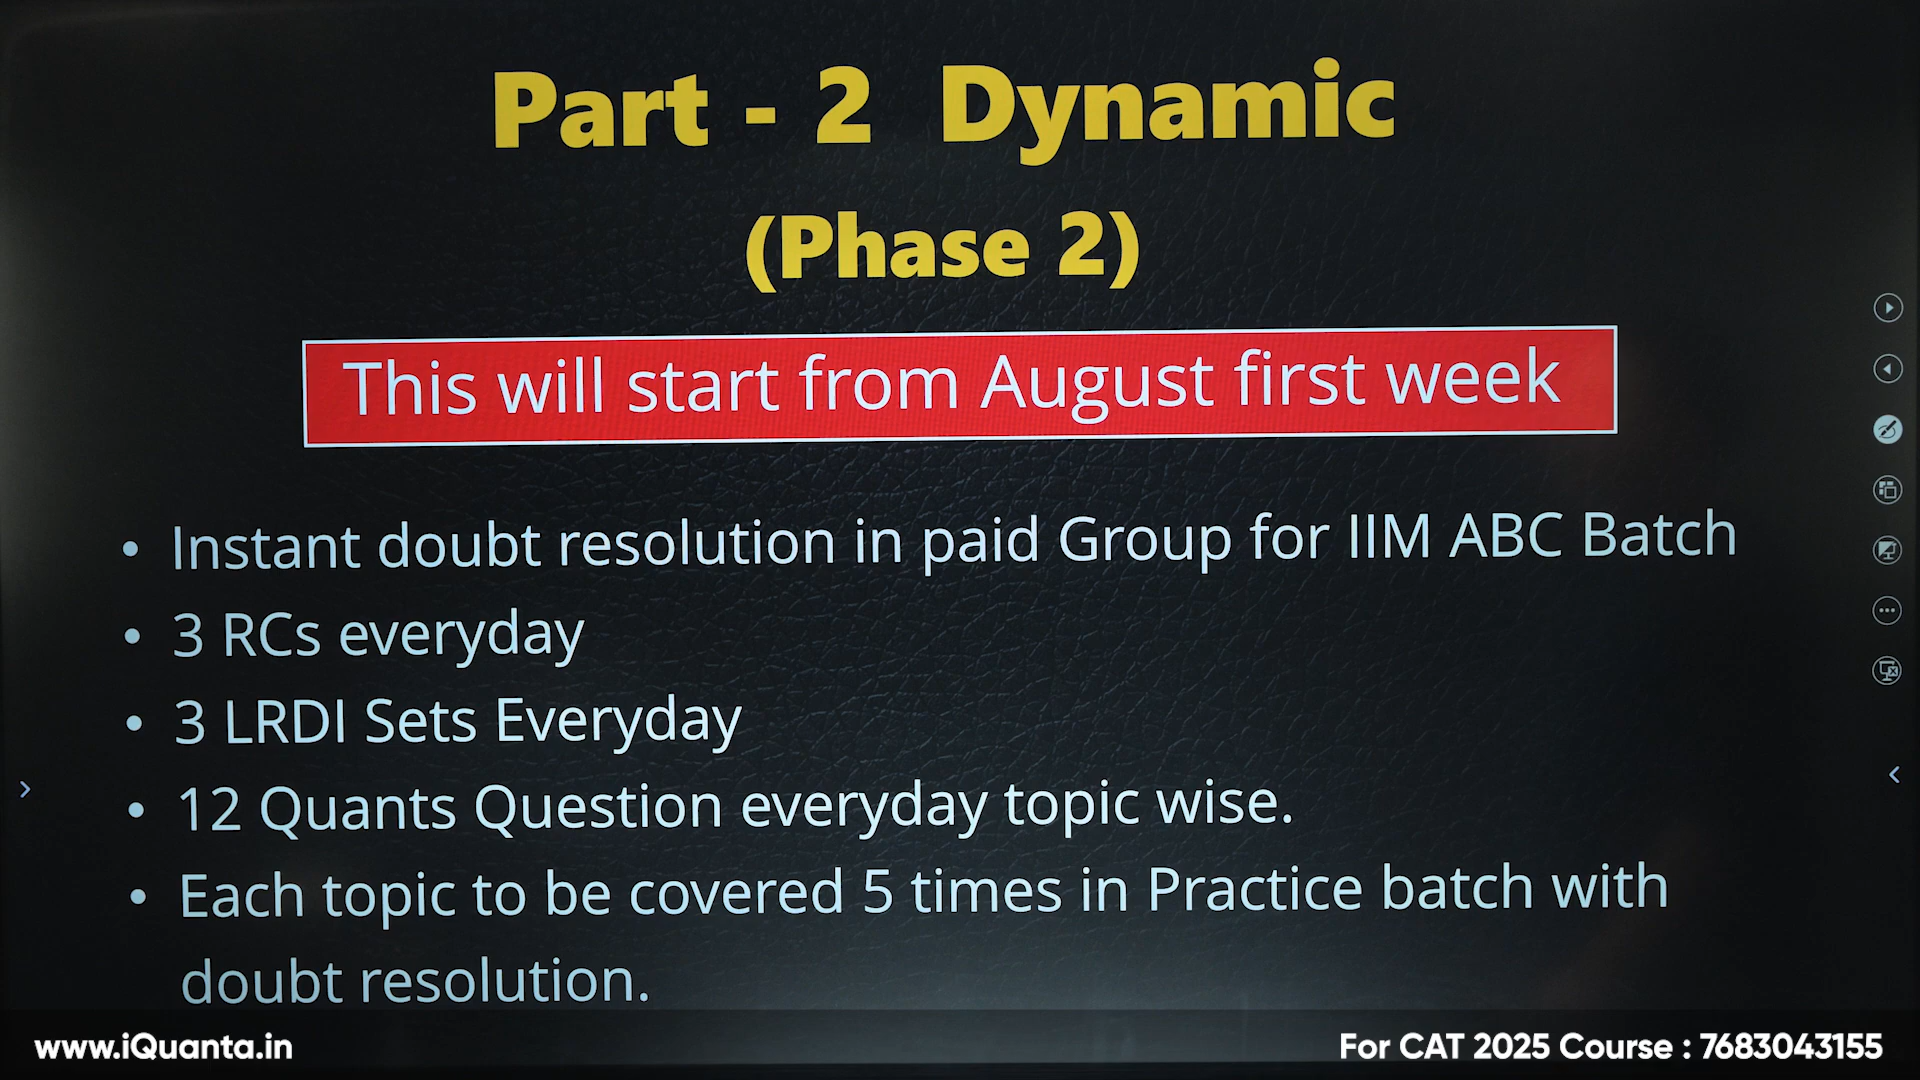 Part - 2 Dynamic
(Phase 2)
This will start from August first week
• Instant doubt resolution in paid Group for IIM ABC Batch
• 3 RCs everyday
• 3 LRDI Sets Everyday
• 12 Quants Question everyday topic wise.
• Each topic to be covered 5 times in Practice batch with
doubt resolution.
www.iQuanta.in
For CAT 2025 Course : 7683043155